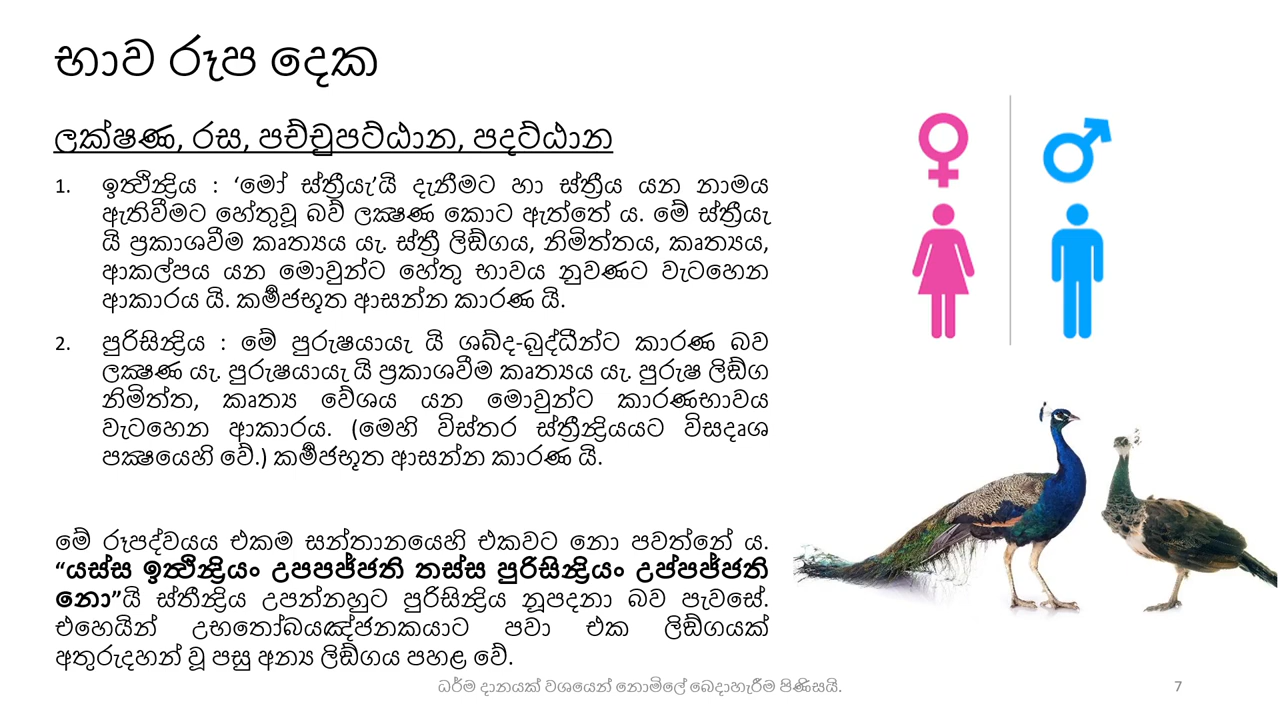 භාව රූප දෙක
ලක්ෂණ, රස, පච්චුපට්ඨාන, පදට්ඨාන
1. ඉත්‍ථින්‍ද්‍රිය : ‘මෝ ස්ත්‍රියැ’යි දැනීමට හා ස්ත්‍රිය යන නාමය
ඇතිවීමට හේතුවූ බව් ලක්‍ෂණ කොට ඇත්තේ ය. මේ ස්ත්‍රීයැ
යි ප්‍රකාශවීම කෘත්‍යය යැ. ස්ත්‍රී ලිඞ්ගය, නිමිත්තය, කෘත්‍යය,
ආකල්පය යන මොවුන්ට හේතු භාවය නුවණට වැටහෙන
ආකාරය යි. කර්‍මජභූත ආසන්න කාරණ යි.
2. පුරිසින්‍ද්‍රිය : මේ පුරුෂයායැ යි ශබ්ද-බුද්ධීන්ට කාරණ බව
ලක්‍ෂණ යැ. පුරුෂයායැ යි ප්‍රකාශවීම කෘත්‍යය යැ. පුරුෂ ලිඞ්ග
නිමිත්ත, කෘත්‍ය වේශය යන මොවුන්ට කාරණභාවය
වැටහෙන ආකාරය. (මෙහි විස්තර ස්ත්‍රීන්‍ද්‍රියයට විසදෘශ
පක්‍ෂයෙහි වේ.) කර්‍මජභූත ආසන්න කාරණ යි.
මේ රූපද්වයය එකම සන්තානයෙහි එකවට නො පවත්නේ ය.
“යස්ස ඉත්‍ථින්‍ද්‍රියං උපපජ්ජති තස්ස පුරිසින්‍ද්‍රියං උප්පජ්ජති
නො”යි ස්තීන්‍ද්‍රිය උපන්නහුට පුරිසින්‍ද්‍රිය නූපදනා බව පැවසේ.
එහෙයින් උභතෝබ්‍යඤ්ජනකයාට පවා එක ලිඞ්ගයක්
අතුරුදහන් වූ පසු අන්‍ය ලිඞ්ගය පහළ වේ.
ධර්ම දානයක් වශයෙන් නොමිලේ බෙදාහැරීම පිණිසයි.
7